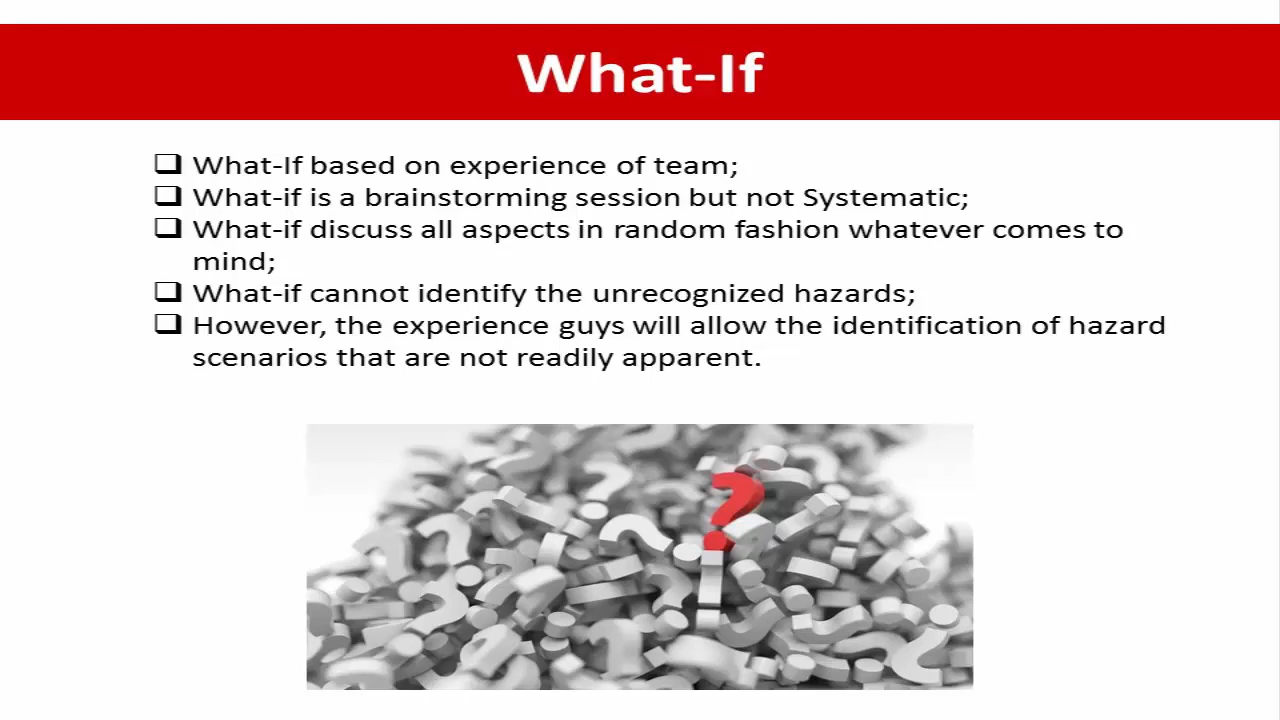 What-If
What-If based on experience of team;
What-if is a brainstorming session but not Systematic;
What-if discuss all aspects in random fashion whatever comes to
mind;
What-if cannot identify the unrecognized hazards;
However, the experience guys will allow the identification of hazard
scenarios that are not readily apparent.